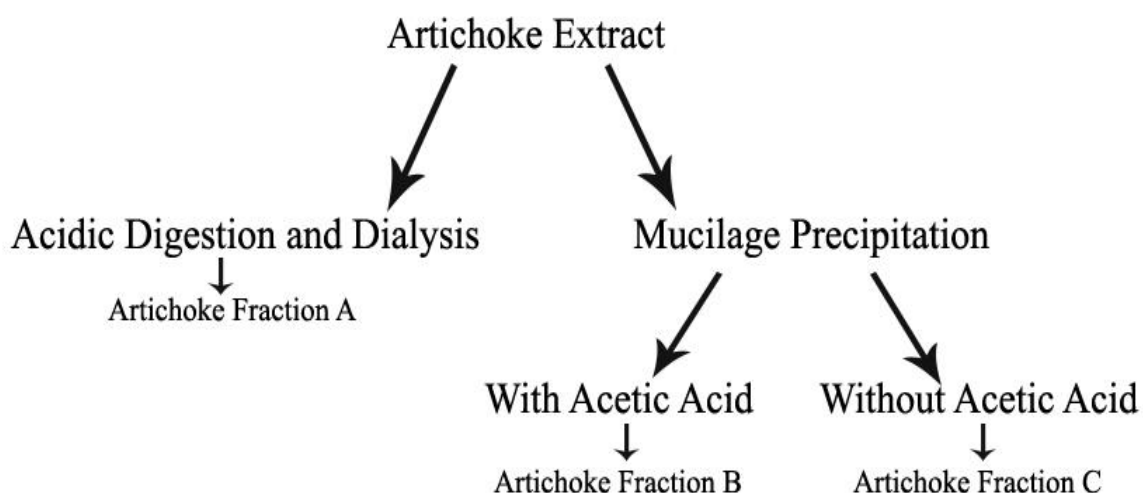 Artichoke Extract
Acidic Digestion and Dialysis
Mucilage Precipitation
Artichoke Fraction A
With Acetic Acid
Without Acetic Acid
Artichoke Fraction B
Artichoke Fraction C